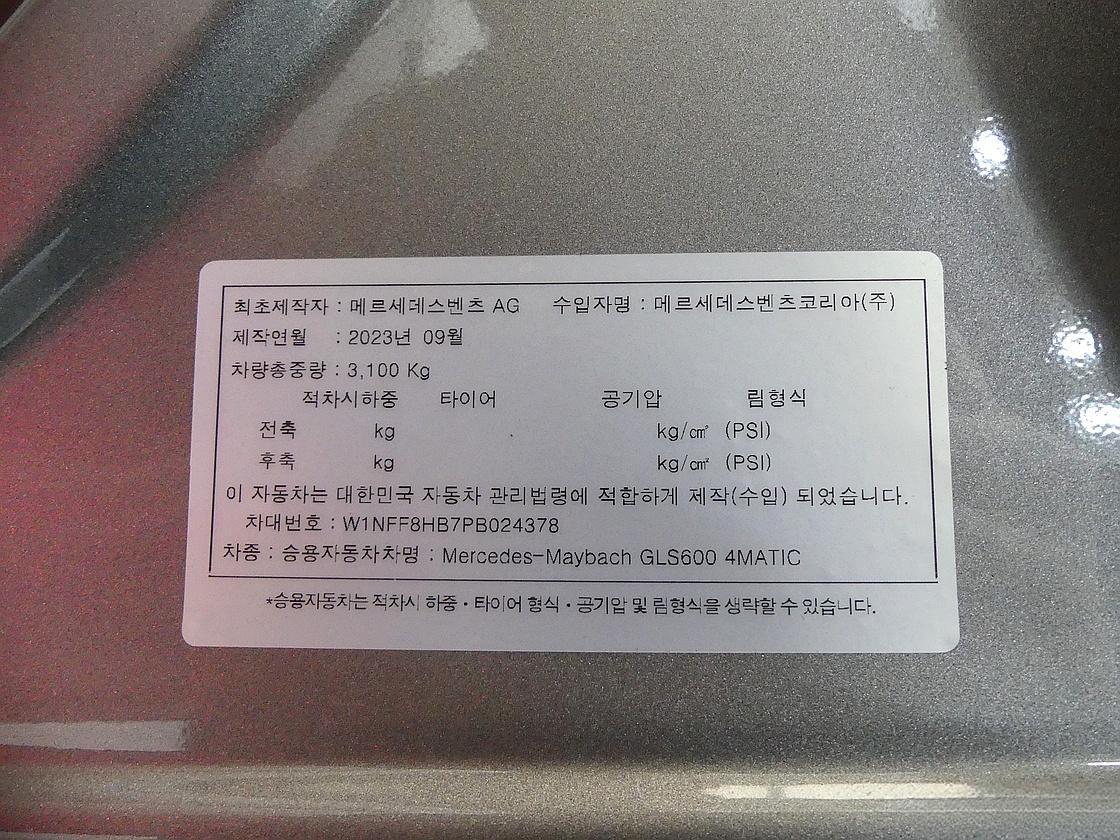 최초제작자 : 메르세데스벤츠 AG 수입자명 : 메르세데스벤츠코리아(주)
제작연월 : 2023년 09월
차량총중량 : 3,100 Kg
적차시하중 타이어 공기압 림형식
전축 kg kg/㎠ (PSI)
후축 kg kg/㎠ (PSI)
이 자동차는 대한민국 자동차 관리법령에 적합하게 제작(수입) 되었습니다.
차대번호 : W1NFF8HB7PB024378
차종 : 승용자동차차명 : Mercedes-Maybach GLS600 4MATIC
*승용자동차는 적차시 하중·타이어 형식·공기압 및 림형식을 생략할 수 있습니다.